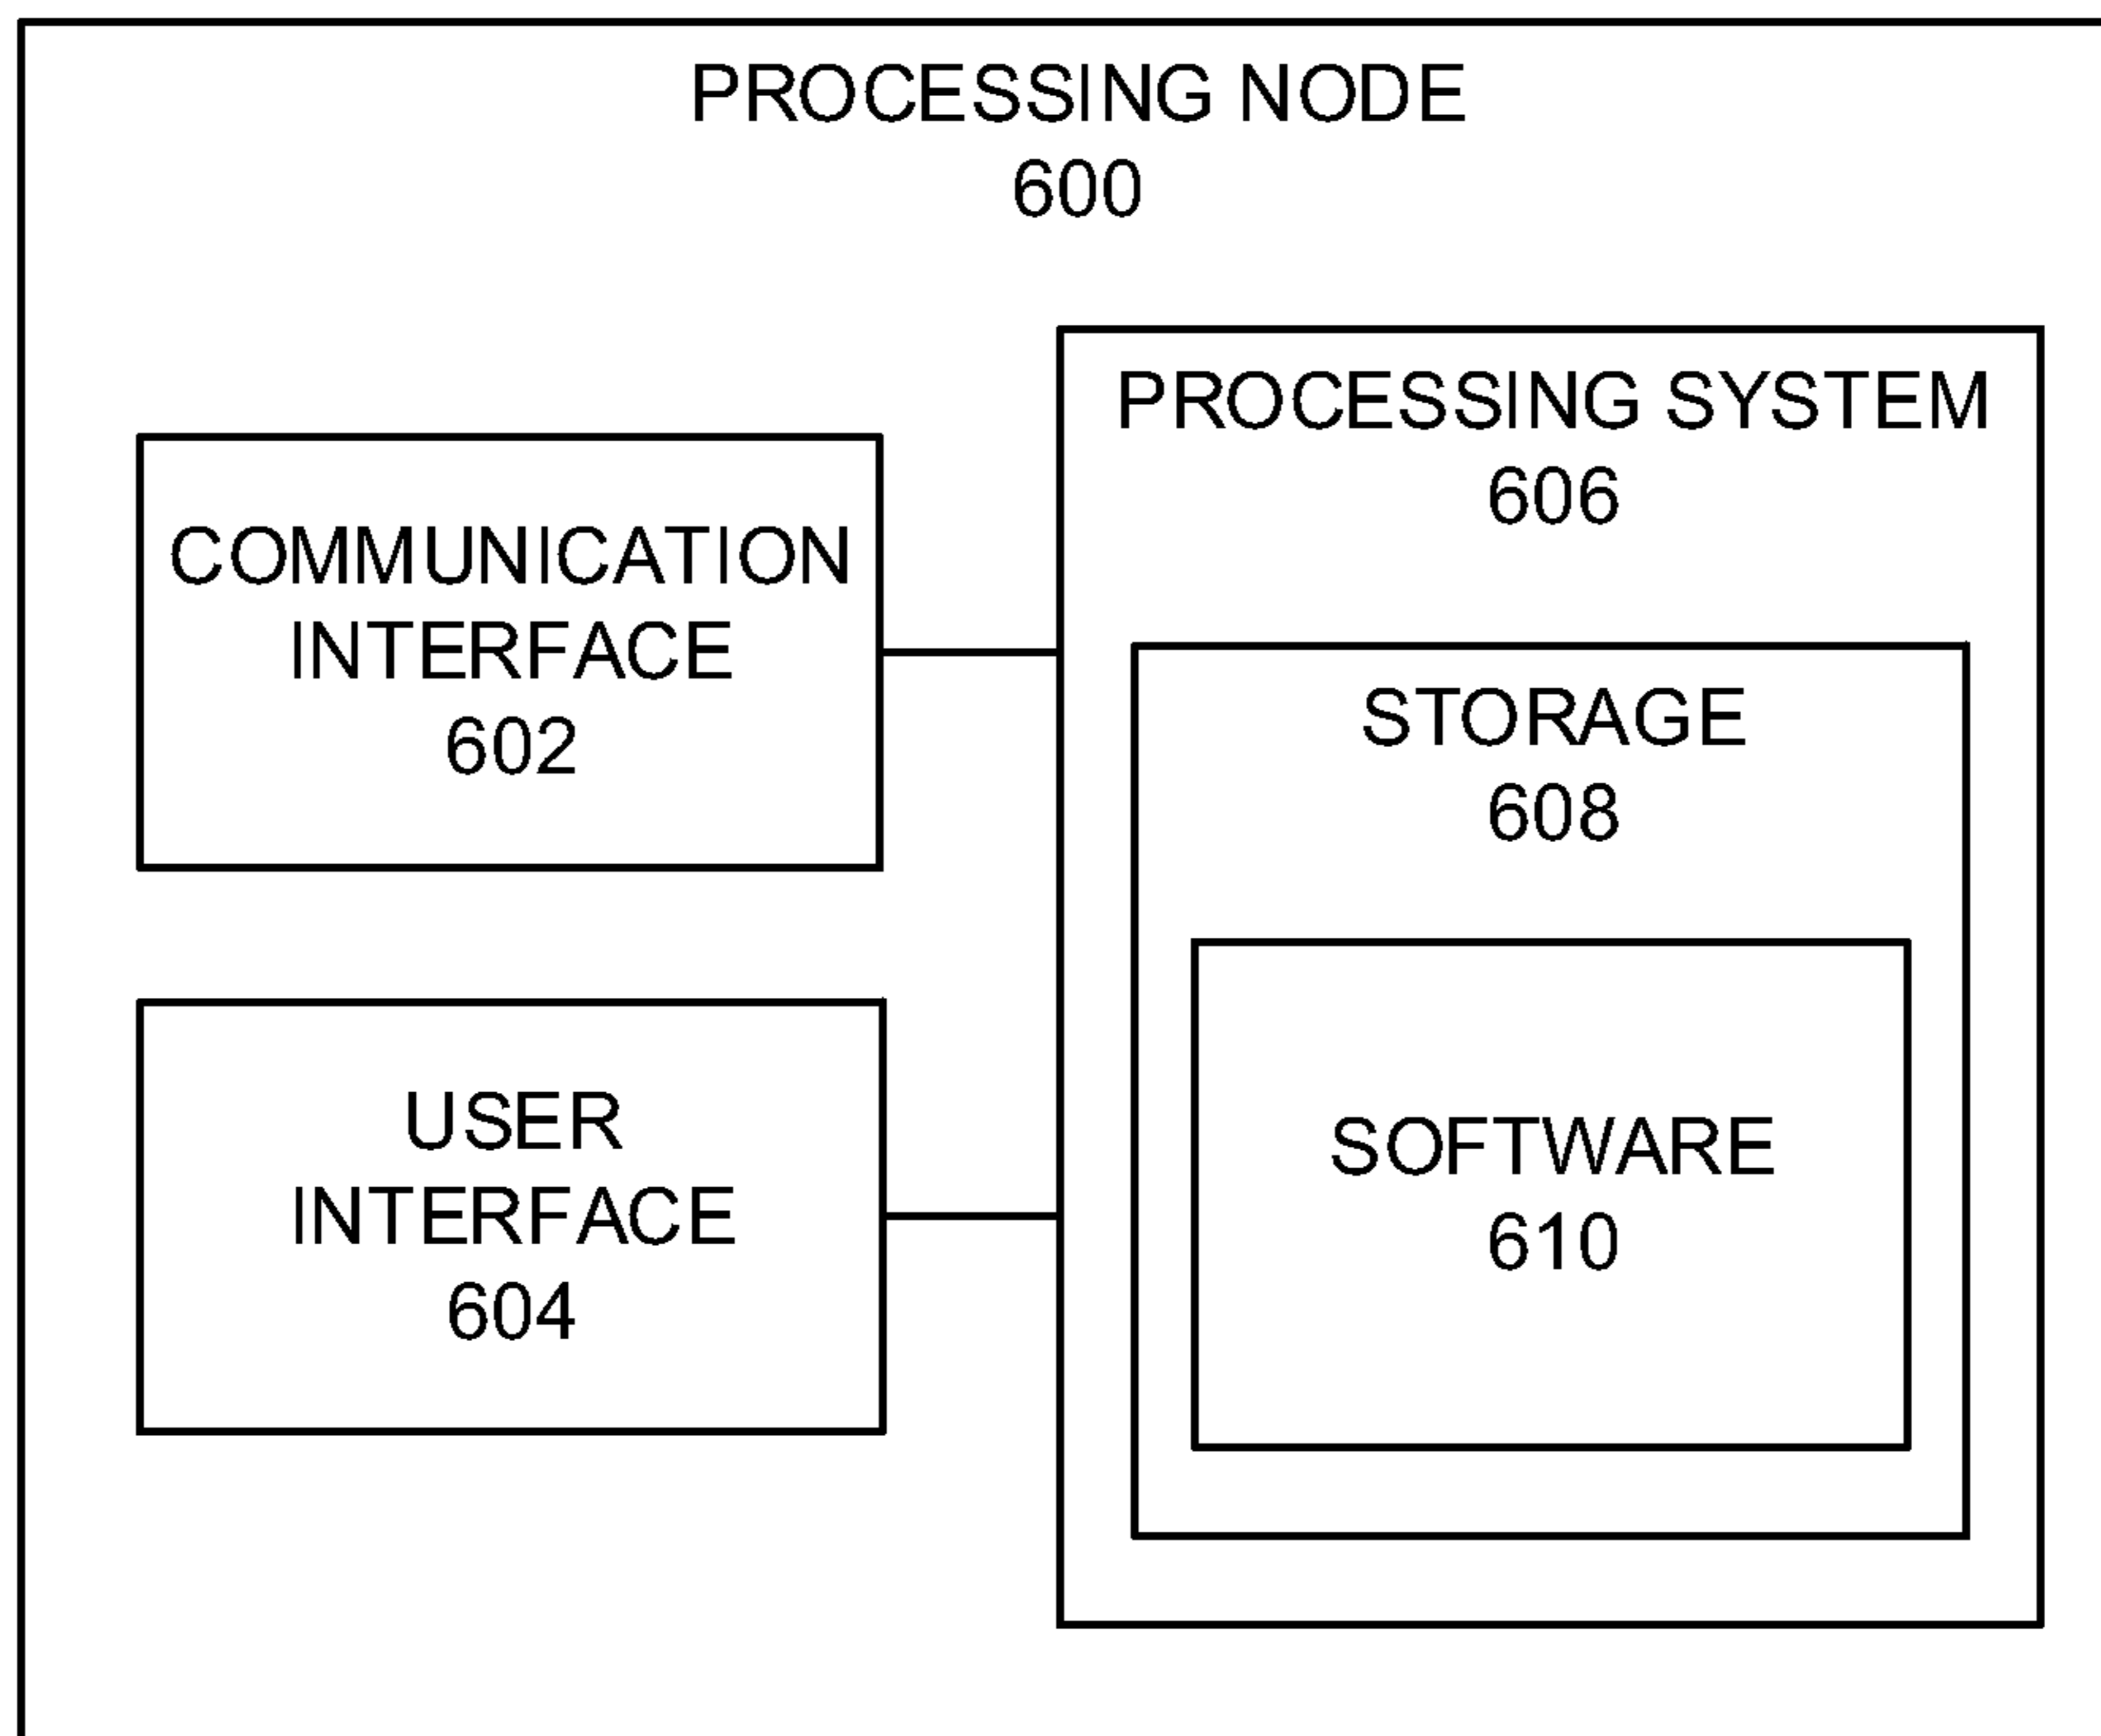 PROCESSING NODE
600
PROCESSING SYSTEM
606
COMMUNICATION
INTERFACE
602
STORAGE
608
USER
INTERFACE
604
SOFTWARE
610